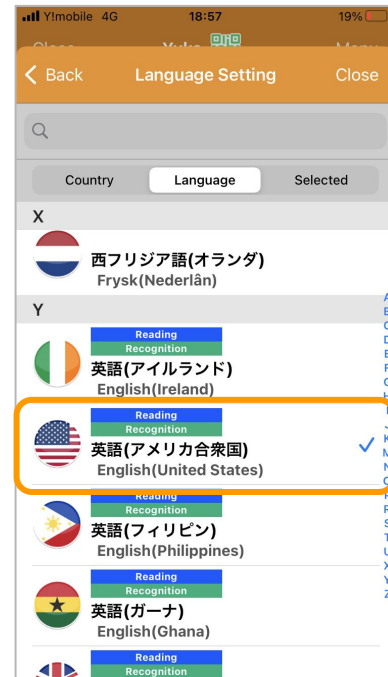 Y!mobile 4G 18:57 19%
Close Menu
Back Language Setting Close
Country Language Selected
X
西フリジア語(オランダ)
Frysk(Nederlân)
Y
Reading
Recognition
英語(アイルランド)
English(Ireland)
Reading
Recognition
英語(アメリカ合衆国)
English(United States)
Reading
Recognition
英語(フィリピン)
English(Philippines)
Reading
Recognition
英語(ガーナ)
English(Ghana)
Reading
Recognition